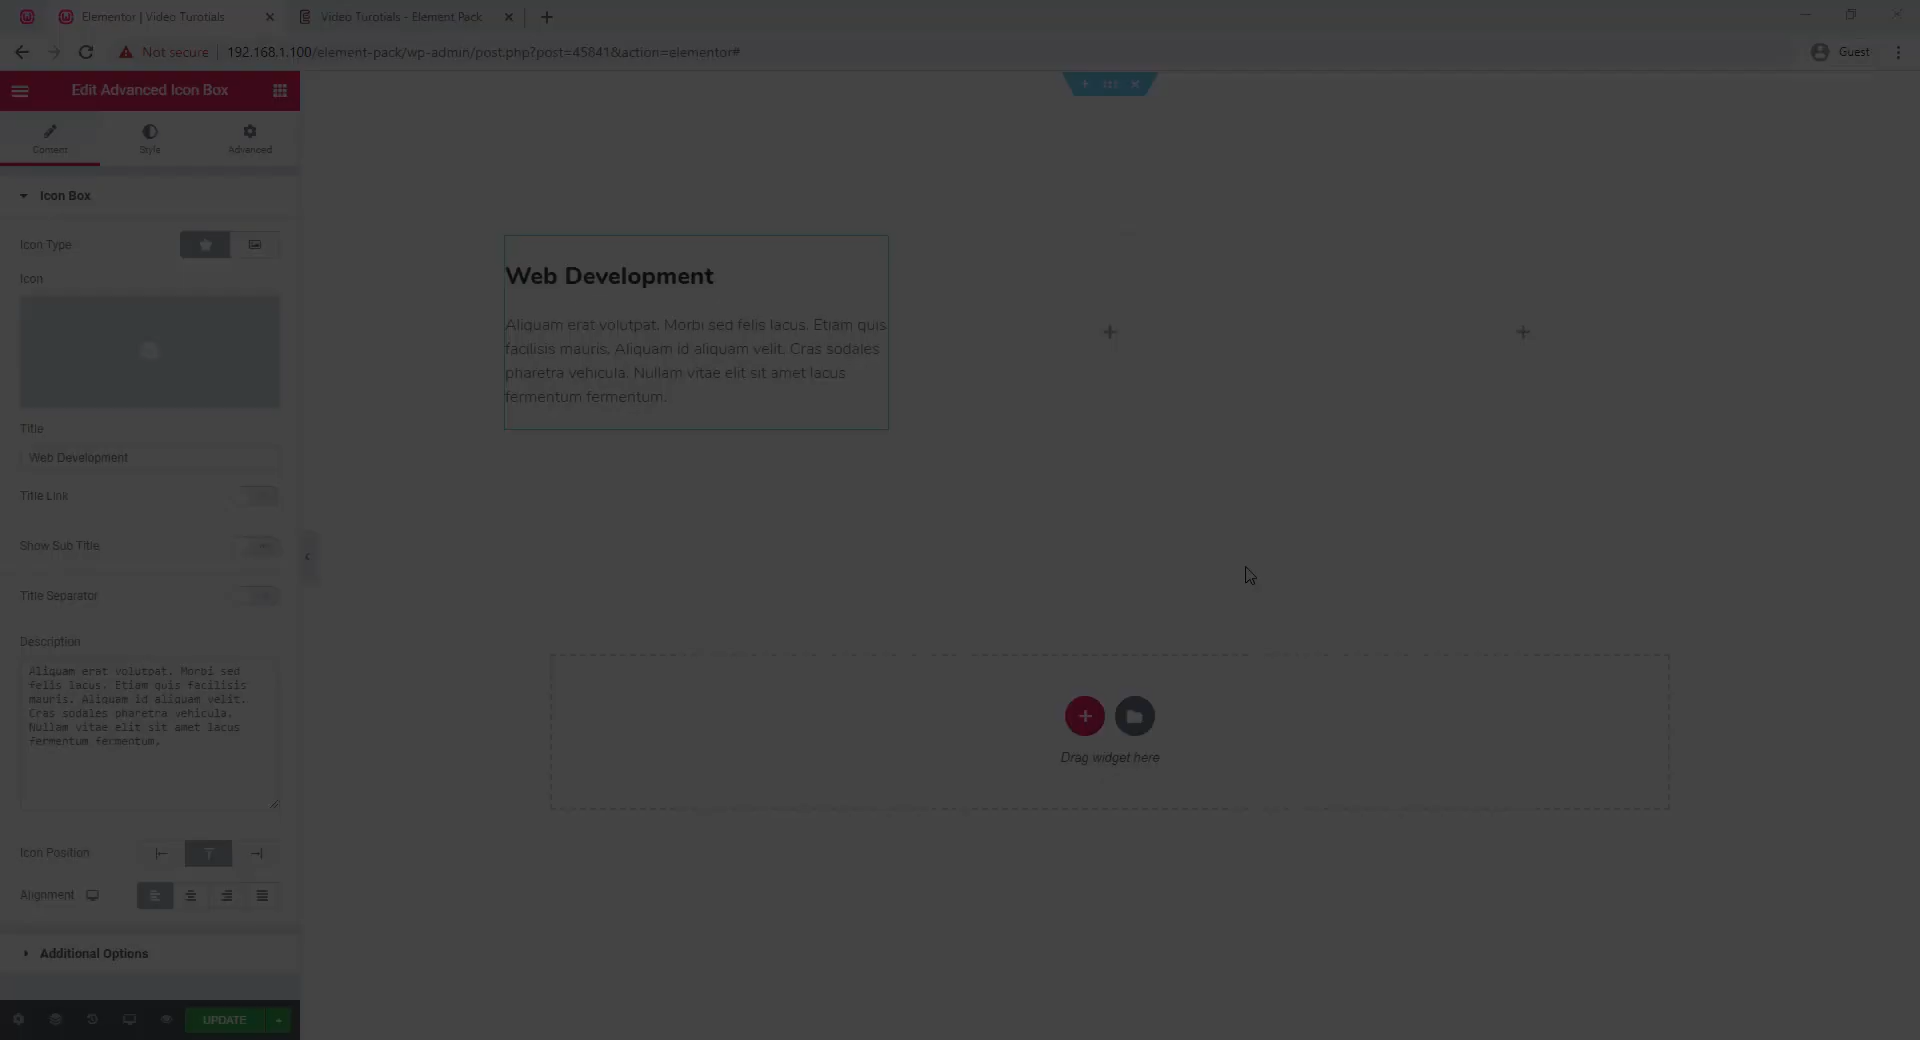 Elementor | Video Turotials
Video Turotials - Element Pack
Not secure
192.168.1.100/element-pack/wp-admin/post.php?post=45841&action=elementor#
Guest
Edit Advanced Icon Box
Content
Style
Advanced
Icon Box
Icon Type
Icon
Title
Web Development
Title Link
Show Sub Title
Title Separator
Description
Aliquam erat volutpat. Morbi sed
felis lacus. Etiam quis facilisis
mauris. Aliquam id aliquam velit.
Cras sodales pharetra vehicula.
Nullam vitae elit sit amet lacus
fermentum fermentum.
Icon Position
Alignment
Additional Options
UPDATE
Web Development
Aliquam erat volutpat. Morbi sed felis lacus. Etiam quis
facilisis mauris. Aliquam id aliquam velit. Cras sodales
pharetra vehicula. Nullam vitae elit sit amet lacus
fermentum fermentum.
Drag widget here